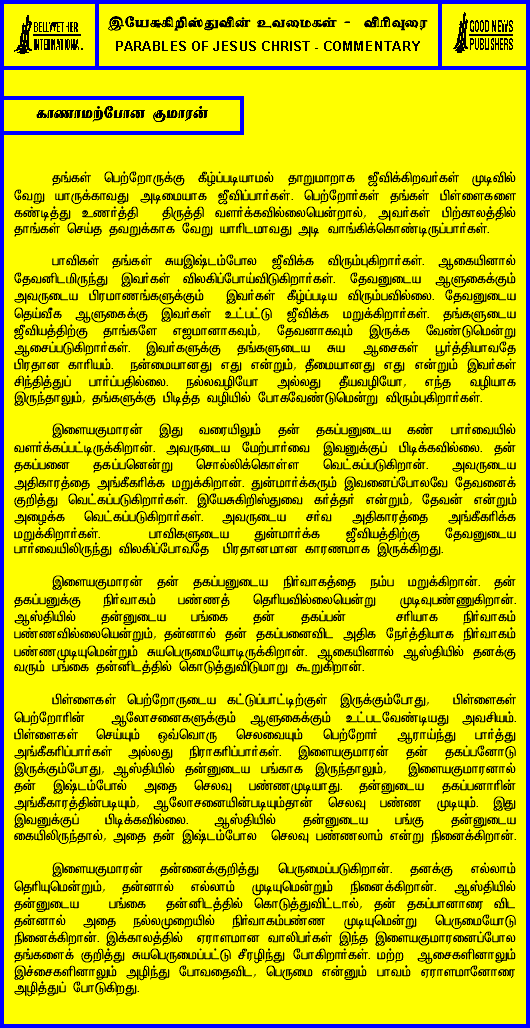 BELLWETHER
INTERNATIONAL
இயேசுகிறிஸ்துவின் உவமைகள் - விரிவுரை
PARABLES OF JESUS CHRIST - COMMENTARY
GOOD NEWS
PUBLISHERS
காணாமற்போன குமாரன்
தங்கள் பெற்றோருக்கு கீழ்ப்படியாமல் தாறுமாறாக ஜீவிக்கிறவர்கள் முடிவில்
வேறு யாருக்காவது அடிமையாக ஜீவிப்பார்கள். பெற்றோர்கள் தங்கள் பிள்ளைகளை
கண்டித்து உணர்த்தி திருத்தி வளர்க்கவில்லையென்றால், அவர்கள் பிற்காலத்தில்
தாங்கள் செய்த தவறுக்காக வேறு யாரிடமாவது அடி வாங்கிக்கொண்டிருப்பார்கள்.
பாவிகள் தங்கள் சுயஇஷ்டம்போல ஜீவிக்க விரும்புகிறார்கள். ஆகையினால்
தேவனிடமிருந்து இவர்கள் விலகிப்போய்விடுகிறார்கள். தேவனுடைய ஆளுகைக்கும்
அவருடைய பிரமாணங்களுக்கும் இவர்கள் கீழ்ப்படிய விரும்பவில்லை. தேவனுடைய
தெய்வீக ஆளுகைக்கு இவர்கள் உட்பட்டு ஜீவிக்க மறுக்கிறார்கள். தங்களுடைய
ஜீவியத்திற்கு தாங்களே எஜமானாகவும், தேவனாகவும் இருக்க வேண்டுமென்று
ஆசைப்படுகிறார்கள். இவர்களுக்கு தங்களுடைய சுய ஆசைகள் பூர்த்தியாவதே
பிரதான காரியம். நன்மையானது எது என்றும், தீமையானது எது என்றும் இவர்கள்
சிந்தித்துப் பார்ப்பதில்லை. நல்லவழியோ அல்லது தீயவழியோ, எந்த வழியாக
இருந்தாலும், தங்களுக்கு பிடித்த வழியில் போகவேண்டுமென்று விரும்புகிறார்கள்.
இளையகுமாரன் இது வரையிலும் தன் தகப்பனுடைய கண் பார்வையில்
வளர்க்கப்பட்டிருக்கிறான். அவருடைய மேற்பார்வை இவனுக்குப் பிடிக்கவில்லை. தன்
தகப்பனை தகப்பனென்று சொல்லிக்கொள்ள வெட்கப்படுகிறான். அவருடைய
அதிகாரத்தை அங்கீகரிக்க மறுக்கிறான். துன்மார்க்கரும் இவனைப்போலவே தேவனைக்
குறித்து வெட்கப்படுகிறார்கள். இயேசுகிறிஸ்துவை கர்த்தர் என்றும், தேவன் என்றும்
அழைக்க வெட்கப்படுகிறார்கள். அவருடைய சர்வ அதிகாரத்தை அங்கீகரிக்க
மறுக்கிறார்கள். பாவிகளுடைய துன்மார்க்க ஜீவியத்திற்கு தேவனுடைய
பார்வையிலிருந்து விலகிப்போவதே பிரதானமான காரணமாக இருக்கிறது.
இளையகுமாரன் தன் தகப்பனுடைய நிர்வாகத்தை நம்ப மறுக்கிறான். தன்
தகப்பனுக்கு நிர்வாகம் பண்ணத் தெரியவில்லையென்று முடிவுபண்ணுகிறான்.
ஆஸ்தியில் தன்னுடைய பங்கை தன் தகப்பன் சரியாக நிர்வாகம்
பண்ணவில்லையென்றும், தன்னால் தன் தகப்பனைவிட அதிக நேர்த்தியாக நிர்வாகம்
பண்ணமுடியுமென்றும் சுயபெருமையோடிருக்கிறான். ஆகையினால் ஆஸ்தியில் தனக்கு
வரும் பங்கை தன்னிடத்தில் கொடுத்துவிடுமாறு கூறுகிறான்.
பிள்ளைகள் பெற்றோருடைய கட்டுப்பாட்டிற்குள் இருக்கும்போது, பிள்ளைகள்
பெற்றோரின் ஆலோசனைகளுக்கும் ஆளுகைக்கும் உட்படவேண்டியது அவசியம்.
பிள்ளைகள் செய்யும் ஒவ்வொரு செலவையும் பெற்றோர் ஆராய்ந்து பார்த்து
அங்கீகரிப்பார்கள் அல்லது நிராகரிப்பார்கள். இளையகுமாரன் தன் தகப்பனோடு
இருக்கும்போது, ஆஸ்தியில் தன்னுடைய பங்காக இருந்தாலும், இளையகுமாரனால்
தன் இஷ்டம்போல் அதை செலவு பண்ணமுடியாது. தன்னுடைய தகப்பனாரின்
அங்கீகாரத்தின்படியும், ஆலோசனையின்படியும்தான் செலவு பண்ண முடியும். இது
இவனுக்குப் பிடிக்கவில்லை. ஆஸ்தியில் தன்னுடைய பங்கு தன்னுடைய
கையிலிருந்தால், அதை தன் இஷ்டம்போல செலவு பண்ணலாம் என்று நினைக்கிறான்.
இளையகுமாரன் தன்னைக்குறித்து பெருமைப்படுகிறான். தனக்கு எல்லாம்
தெரியுமென்றும், தன்னால் எல்லாம் முடியுமென்றும் நினைக்கிறான். ஆஸ்தியில்
தன்னுடைய பங்கை தன்னிடத்தில் கொடுத்துவிட்டால், தன் தகப்பானாரை விட
தன்னால் அதை நல்லமுறையில் நிர்வாகம்பண்ண முடியுமென்று பெருமையோடு
நினைக்கிறான். இக்காலத்தில் ஏராளமான வாலிபர்கள் இந்த இளையகுமாரனைப்போல
தங்களைக் குறித்து சுயபெருமைப்பட்டு சீரழிந்து போகிறார்கள். மற்ற ஆசைகளினாலும்
இச்சைகளினாலும் அழிந்து போவதைவிட, பெருமை என்னும் பாவம் ஏராளமானோரை
அழித்துப் போடுகிறது.